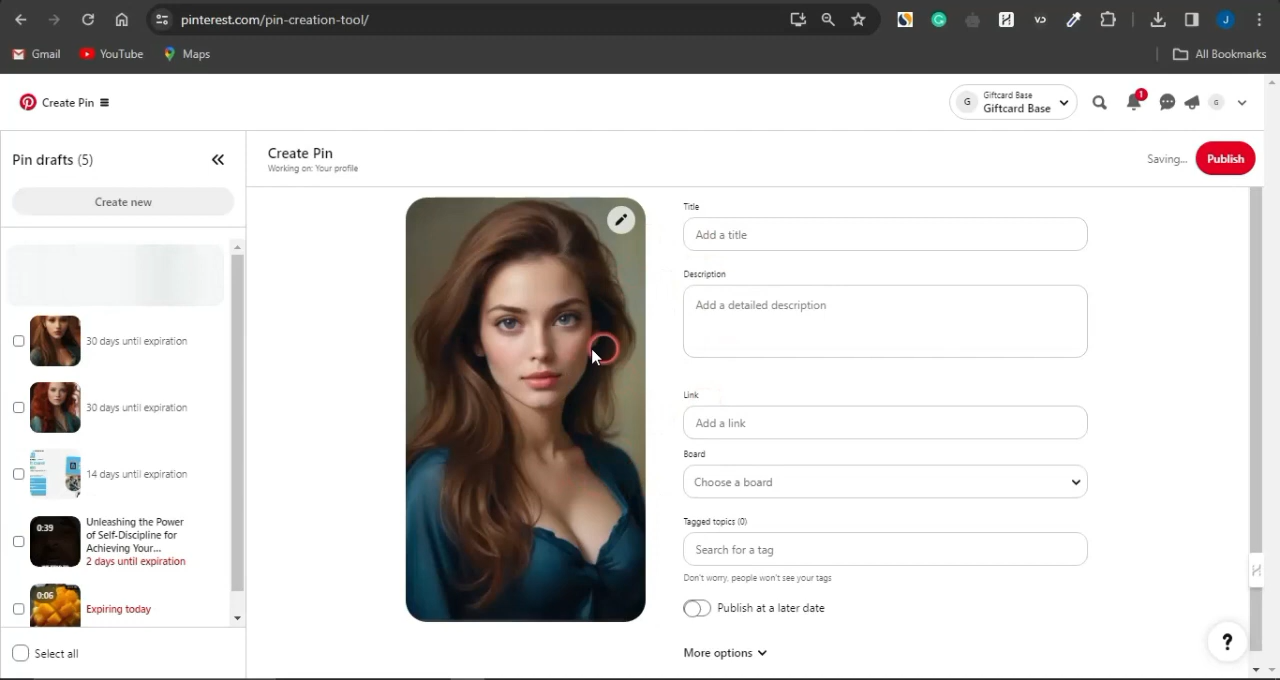 pinterest.com/pin-creation-tool/
Gmail
YouTube
Maps
All Bookmarks
Create Pin
G
Giftcard Base
Giftcard Base
1
G
Pin drafts (5)
Create new
30 days until expiration
30 days until expiration
14 days until expiration
0:39
Unleashing the Power
of Self-Discipline for
Achieving Your...
2 days until expiration
0:06
Expiring today
Select all
Create Pin
Working on: Your profile
Saving...
Publish
Title
Add a title
Description
Add a detailed description
Link
Add a link
Board
Choose a board
Tagged topics (0)
Search for a tag
Don't worry, people won't see your tags
Publish at a later date
More options
?
J